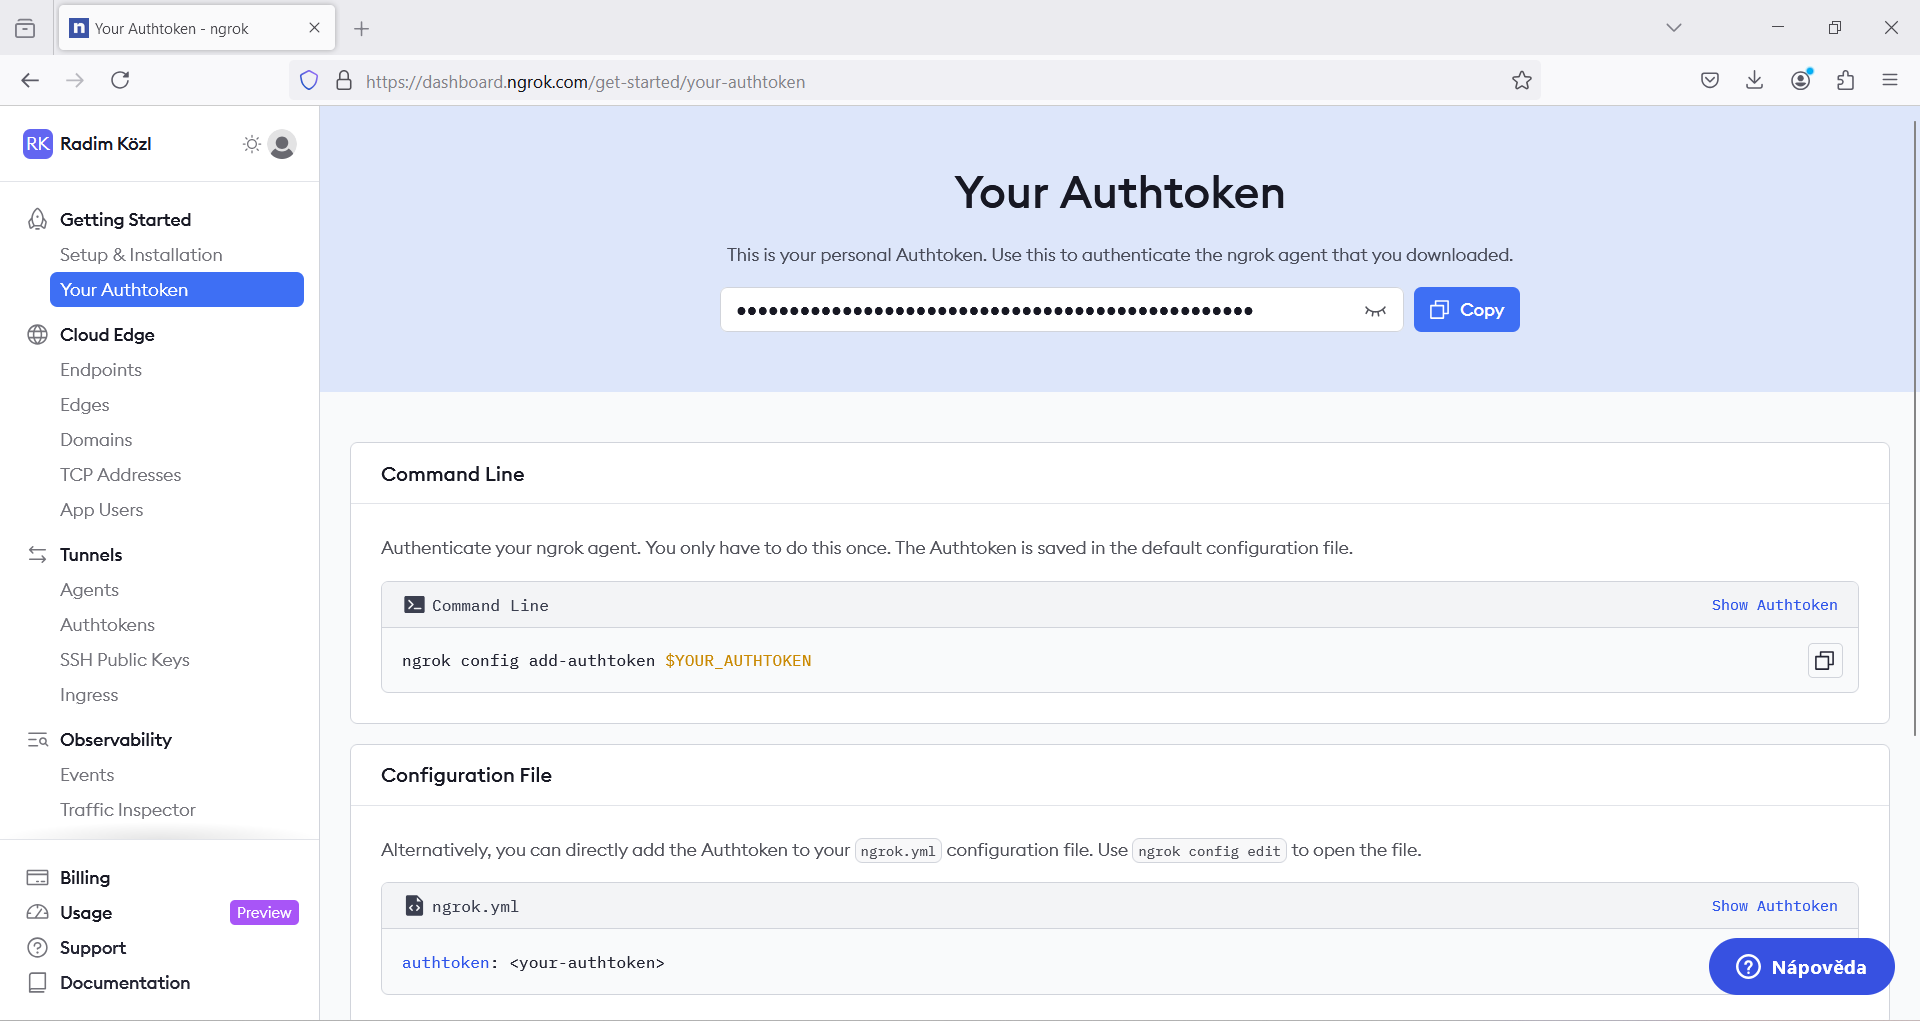 Your Authtoken - ngrok
https://dashboard.ngrok.com/get-started/your-authtoken
RK Radim Közl
Getting Started
Setup & Installation
Your Authtoken
Cloud Edge
Endpoints
Edges
Domains
TCP Addresses
App Users
Tunnels
Agents
Authtokens
SSH Public Keys
Ingress
Observability
Events
Traffic Inspector
Billing
Usage Preview
Support
Documentation
Your Authtoken
This is your personal Authtoken. Use this to authenticate the ngrok agent that you downloaded.
Copy
Command Line
Authenticate your ngrok agent. You only have to do this once. The Authtoken is saved in the default configuration file.
Command Line Show Authtoken
ngrok config add-authtoken $YOUR_AUTHTOKEN
Configuration File
Alternatively, you can directly add the Authtoken to your ngrok.yml configuration file. Use ngrok config edit to open the file.
ngrok.yml Show Authtoken
authtoken: <your-authtoken>
Nápověda